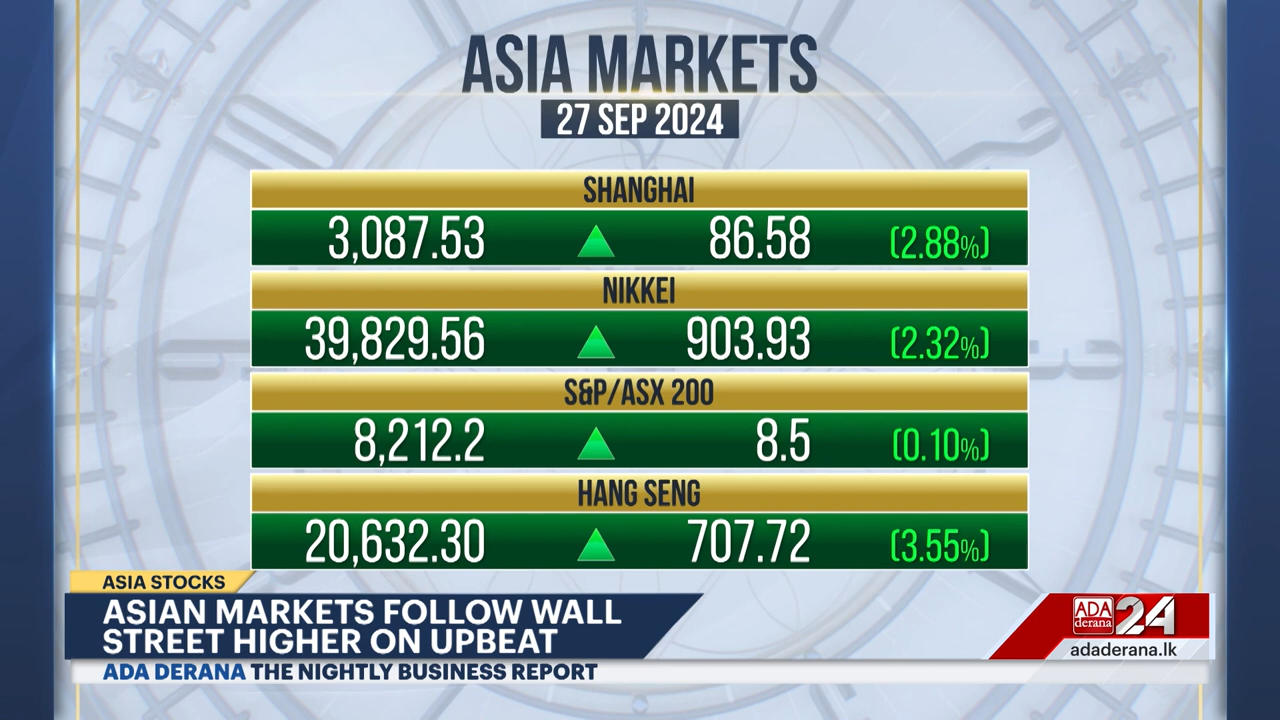 ASIA MARKETS
27 SEP 2024
SHANGHAI
3,087.53 ▲ 86.58 (2.88%)
NIKKEI
39,829.56 ▲ 903.93 (2.32%)
S&P/ASX 200
8,212.2 ▲ 8.5 (0.10%)
HANG SENG
20,632.30 ▲ 707.72 (3.55%)
ASIA STOCKS
ASIAN MARKETS FOLLOW WALL
STREET HIGHER ON UPBEAT
ADA DERANA THE NIGHTLY BUSINESS REPORT
ADA
derana 24
adaderana.lk